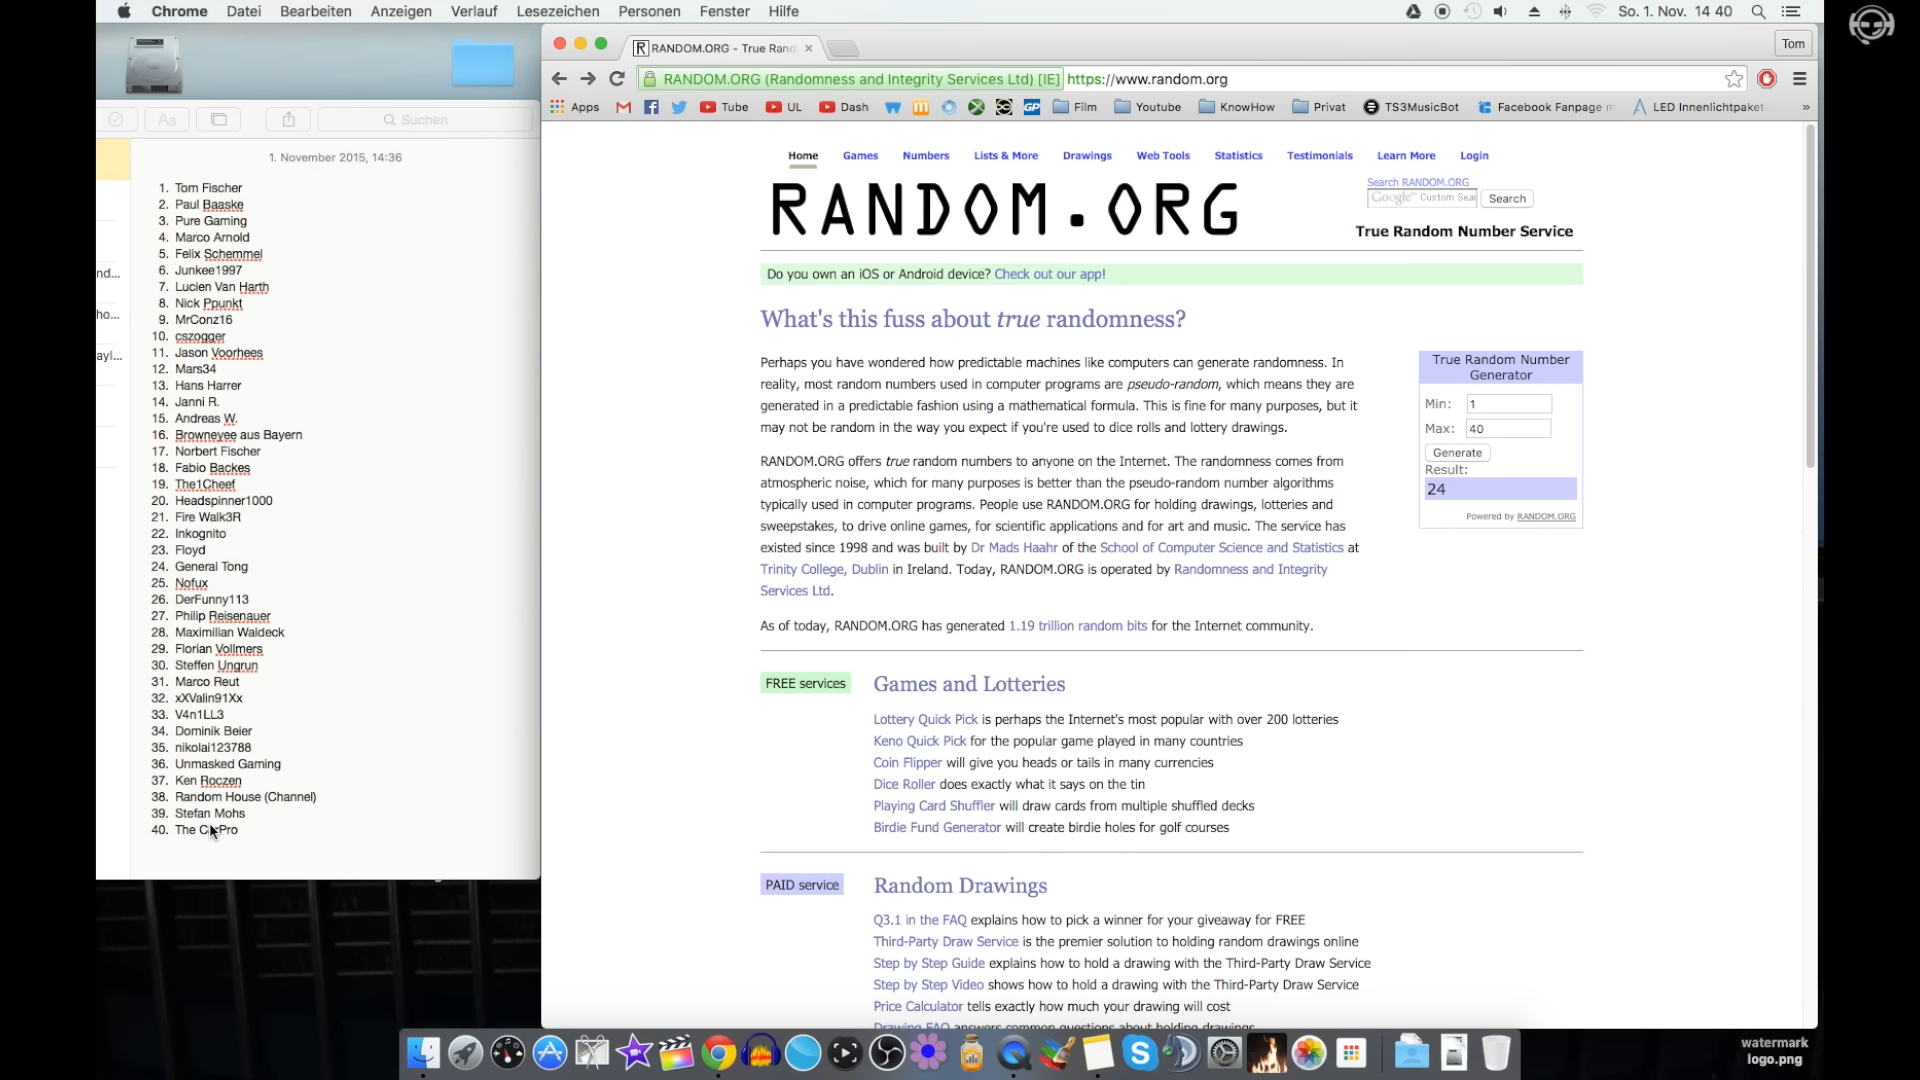 Chrome Datei Bearbeiten Anzeigen Verlauf Lesezeichen Personen Fenster Hilfe
So. 1. Nov. 14 40
RANDOM.ORG - True Rand
Tom
RANDOM.ORG (Randomness and Integrity Services Ltd) [IE] https://www.random.org
Apps Tube UL Dash GP Film Youtube KnowHow Privat TS3MusicBot Facebook Fanpage LED Innenlichtpaket »
Aa Suchen
1. November 2015, 14:36
nd...
ho...
ayl...
1. Tom Fischer
2. Paul Baaske
3. Pure Gaming
4. Marco Arnold
5. Felix Schemmel
6. Junkee1997
7. Lucien Van Harth
8. Nick Ppunkt
9. MrConz16
10. cszogger
11. Jason Voorhees
12. Mars34
13. Hans Harrer
14. Janni R.
15. Andreas W.
16. Browneyee aus Bayern
17. Norbert Fischer
18. Fabio Backes
19. The1Cheef
20. Headspinner1000
21. Fire Walk3R
22. Inkognito
23. Floyd
24. General Tong
25. Nofux
26. DerFunny113
27. Philip Reisenauer
28. Maximilian Waldeck
29. Florian Vollmers
30. Steffen Ungrun
31. Marco Reut
32. xXValin91Xx
33. V4n1LL3
34. Dominik Beier
35. nikolai123788
36. Unmasked Gaming
37. Ken Roczen
38. Random House (Channel)
39. Stefan Mohs
40. The
Home Games Numbers Lists & More Drawings Web Tools Statistics Testimonials Learn More Login
RANDOM.ORG
Search RANDOM.ORG
Google Custom Sear
Search
True Random Number Service
Do you own an iOS or Android device? Check out our app!
What's this fuss about true randomness?
Perhaps you have wondered how predictable machines like computers can generate randomness. In
reality, most random numbers used in computer programs are pseudo-random, which means they are
generated in a predictable fashion using a mathematical formula. This is fine for many purposes, but it
may not be random in the way you expect if you're used to dice rolls and lottery drawings.
RANDOM.ORG offers true random numbers to anyone on the Internet. The randomness comes from
atmospheric noise, which for many purposes is better than the pseudo-random number algorithms
typically used in computer programs. People use RANDOM.ORG for holding drawings, lotteries and
sweepstakes, to drive online games, for scientific applications and for art and music. The service has
existed since 1998 and was built by Dr Mads Haahr of the School of Computer Science and Statistics at
Trinity College, Dublin in Ireland. Today, RANDOM.ORG is operated by Randomness and Integrity
Services Ltd.
As of today, RANDOM.ORG has generated 1.19 trillion random bits for the Internet community.
True Random Number
Generator
Min: 1
Max: 40
Generate
Result:
24
Powered by RANDOM.ORG
FREE services
Games and Lotteries
Lottery Quick Pick is perhaps the Internet's most popular with over 200 lotteries
Keno Quick Pick for the popular game played in many countries
Coin Flipper will give you heads or tails in many currencies
Dice Roller does exactly what it says on the tin
Playing Card Shuffler will draw cards from multiple shuffled decks
Birdie Fund Generator will create birdie holes for golf courses
PAID service
Random Drawings
Q3.1 in the FAQ explains how to pick a winner for your giveaway for FREE
Third-Party Draw Service is the premier solution to holding random drawings online
Step by Step Guide explains how to hold a drawing with the Third-Party Draw Service
Step by Step Video shows how to hold a drawing with the Third-Party Draw Service
Price Calculator tells exactly how much your drawing will cost
Drawing FAQ answers common questions about holding drawings
watermark
logo.png